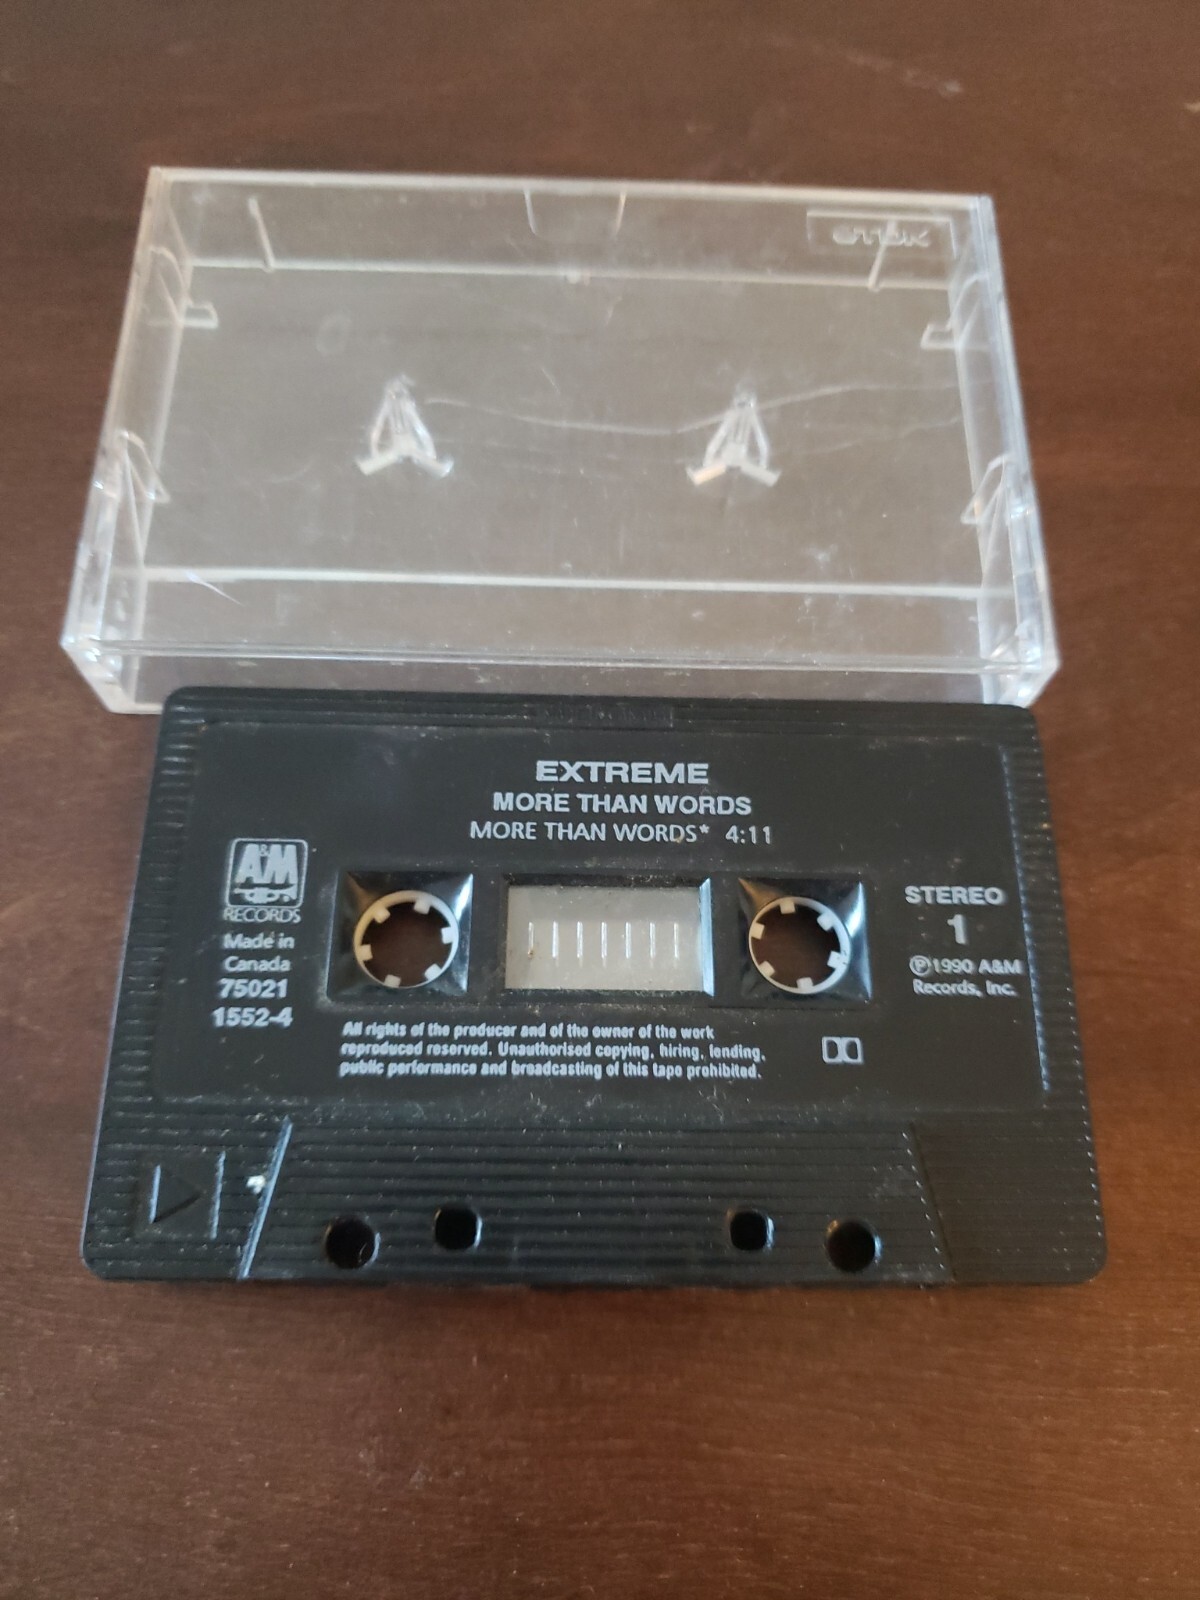 TDK
EXTREME
MORE THAN WORDS
MORE THAN WORDS* 4:11
A&M
RECORDS
Made in
Canada
75021
1552-4
STEREO
1
℗1990 A&M
Records, Inc.
All rights of the producer and of the owner of the work
reproduced reserved. Unauthorised copying, hiring, lending,
public performance and broadcasting of this tape prohibited.